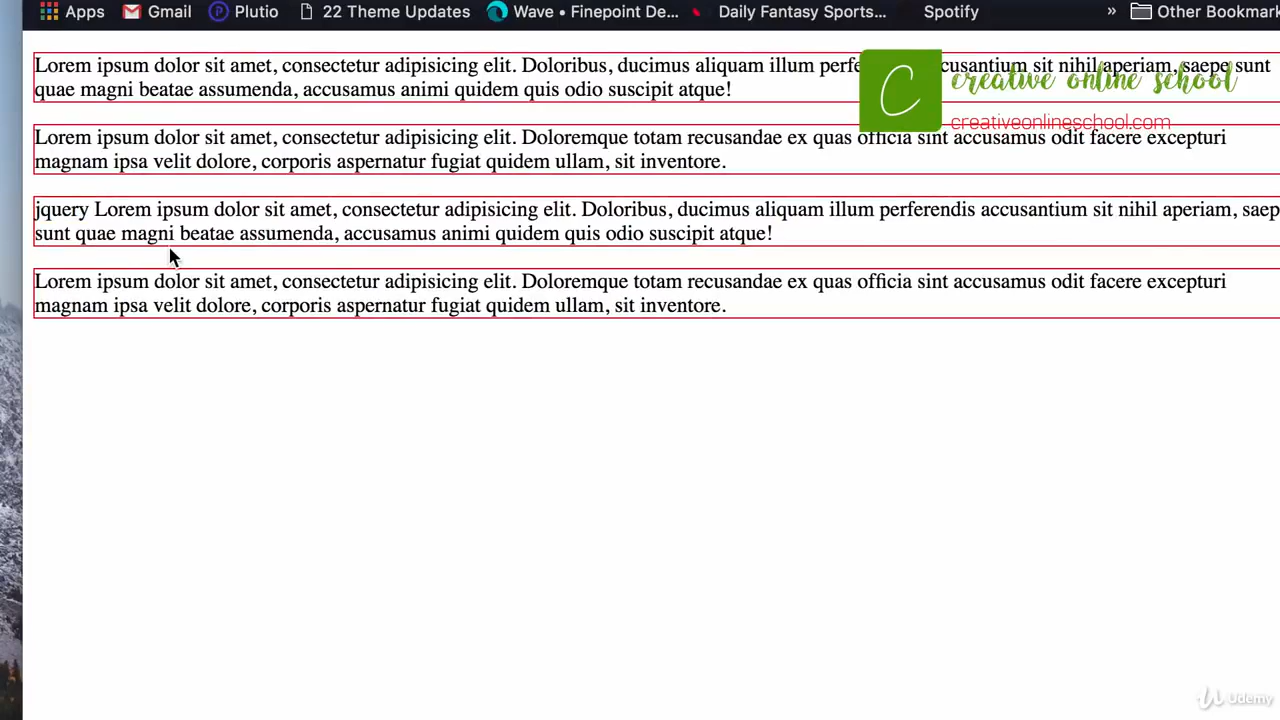 Apps Gmail Plutio 22 Theme Updates Wave • Finepoint De... Daily Fantasy Sports... Spotify » Other Bookmark
Lorem ipsum dolor sit amet, consectetur adipisicing elit. Doloribus, ducimus aliquam illum perfe cusantium sit nihil aperiam, saepe sunt
quae magni beatae assumenda, accusamus animi quidem quis odio suscipit atque!
C creative online school
creativeonlineschool.com
Lorem ipsum dolor sit amet, consectetur adipisicing elit. Doloremque totam recusandae ex quas officia sint accusamus odit facere excepturi
magnam ipsa velit dolore, corporis aspernatur fugiat quidem ullam, sit inventore.
jquery Lorem ipsum dolor sit amet, consectetur adipisicing elit. Doloribus, ducimus aliquam illum perferendis accusantium sit nihil aperiam, saep
sunt quae magni beatae assumenda, accusamus animi quidem quis odio suscipit atque!
Lorem ipsum dolor sit amet, consectetur adipisicing elit. Doloremque totam recusandae ex quas officia sint accusamus odit facere excepturi
magnam ipsa velit dolore, corporis aspernatur fugiat quidem ullam, sit inventore.
Udemy